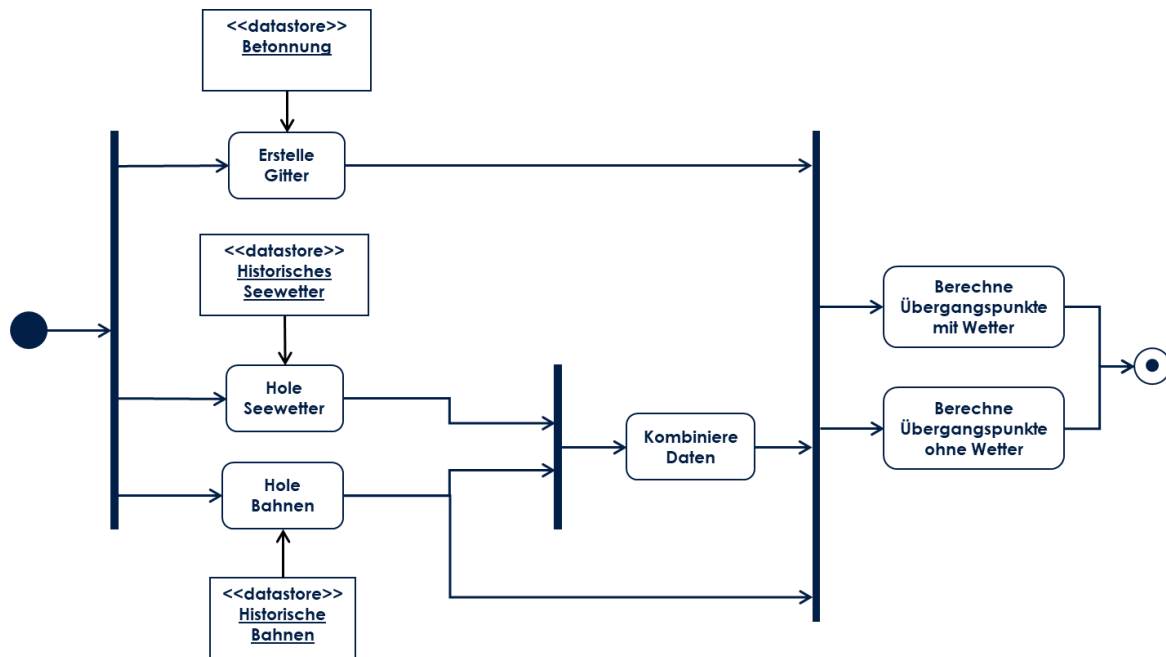 <<datastore>>
Betonnung
Erstelle
Gitter
<<datastore>>
Historisches
Seewetter
Hole
Seewetter
Hole
Bahnen
<<datastore>>
Historische
Bahnen
Kombiniere
Daten
Berechne
Übergangspunkte
mit Wetter
Berechne
Übergangspunkte
ohne Wetter